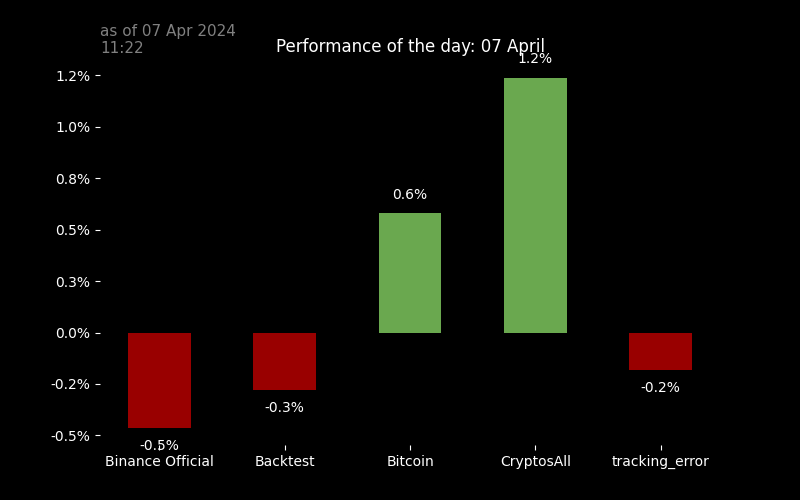 as of 07 Apr 2024
11:22
Performance of the day: 07 April
1.2%
1.2%
1.0%
0.8%
0.6%
0.5%
0.3%
0.0%
-0.2%
-0.2%
-0.3%
-0.5%
-0.5%
Binance Official
Backtest
Bitcoin
CryptosAll
tracking_error